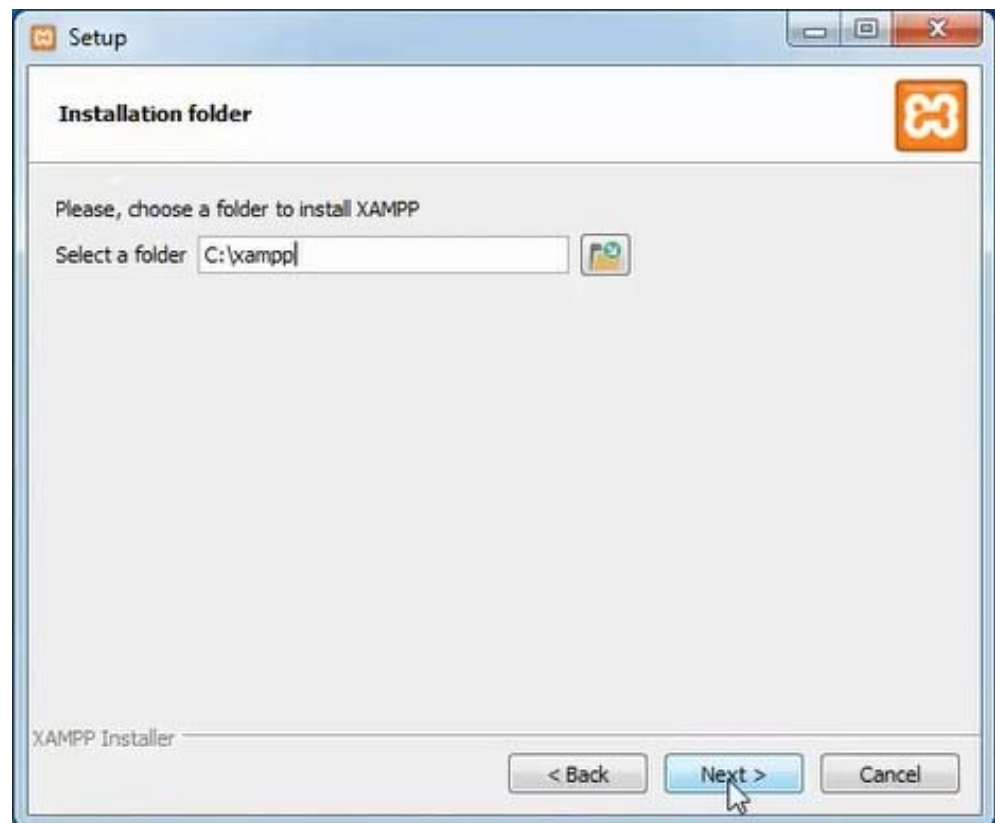 Setup
Installation folder
Please, choose a folder to install XAMPP
Select a folder C:\xampp
XAMPP Installer
< Back Next > Cancel